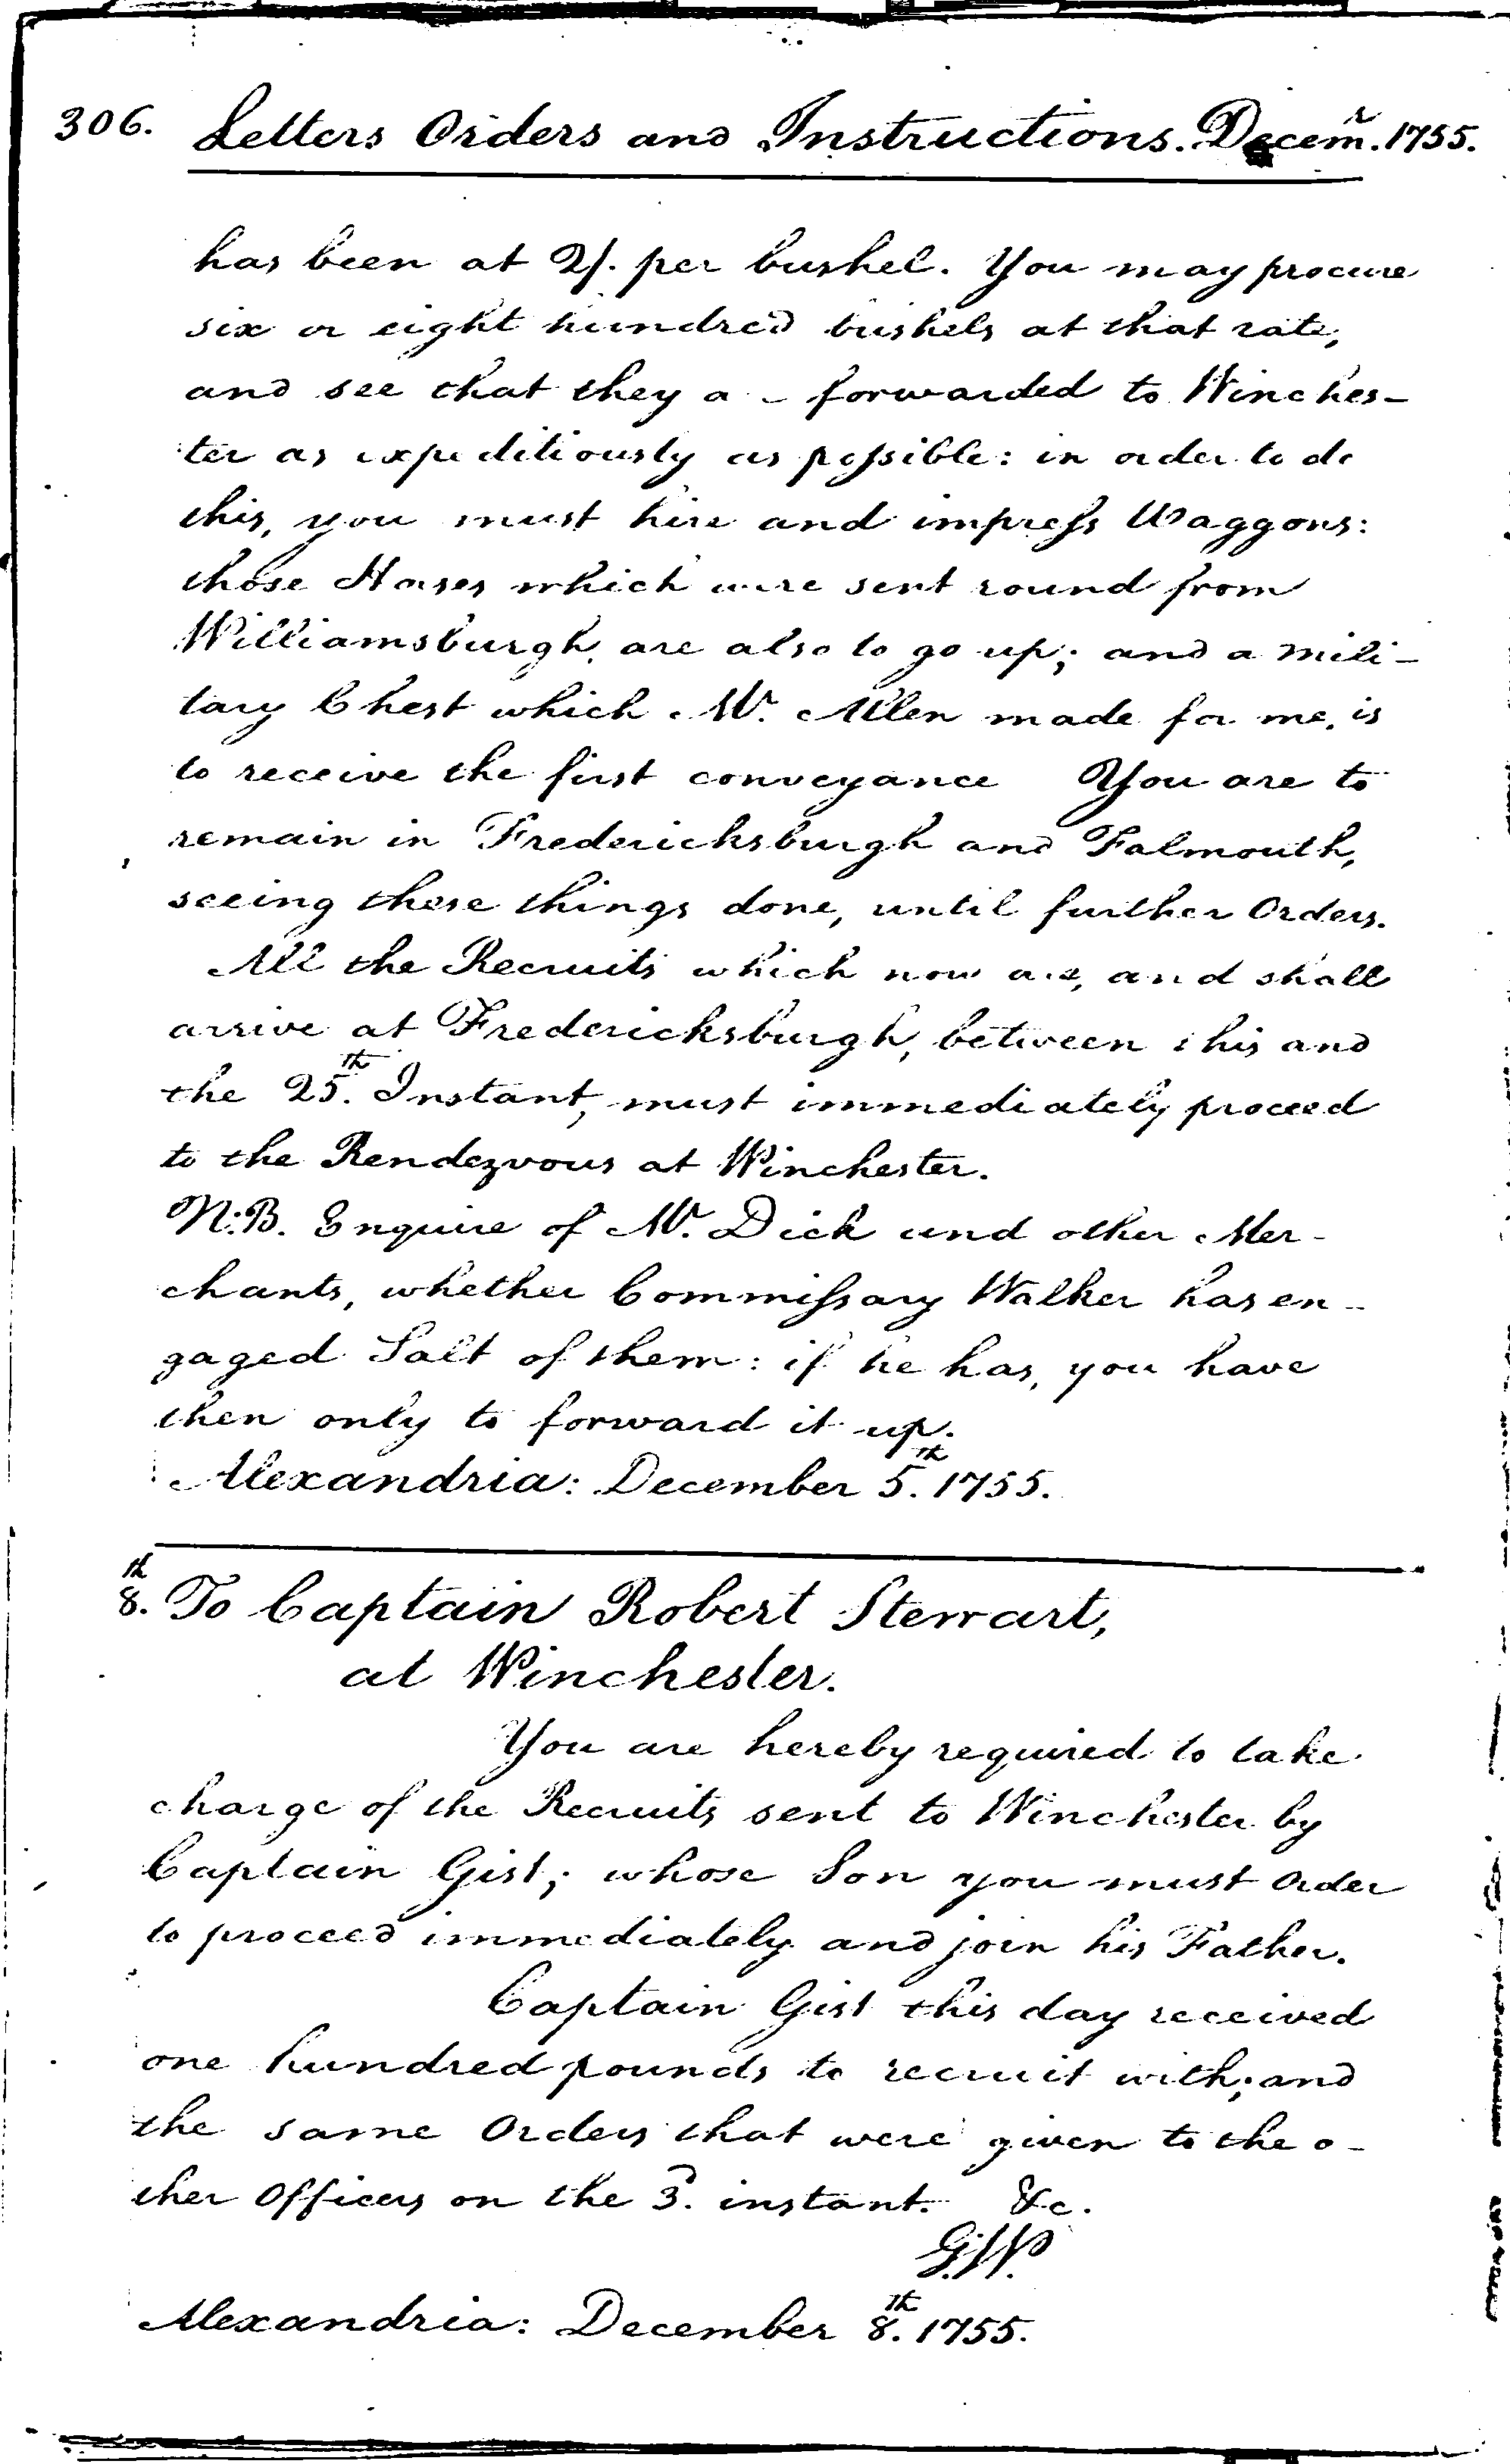 306. Letters Orders and Instructions. Decemr. 1755.
has been at 2/. per bushel. You may procure
six or eight hundred bushels at that rate,
and see that they a forwarded to Winches-
ter as expeditiously as possible: in order to do
this, you must hire and impress Waggons:
those Horses which were sent round from
Williamsburgh, are also to go up; and a mili-
tary Chest which Mr. Allen made for me, is
to receive the first conveyance You are to
remain in Fredericksburgh and Falmouth,
seeing these things done, until further Orders.
All the Recruits which now are, and shall
arrive at Fredericksburgh, between this and
the 25th. Instant, must immediately proceed
to the Rendezvous at Winchester.
N:B. Enquire of Mr. Dick and other Mer-
chants, whether Commissary Walker has en-
gaged Salt of them: if he has, you have
then only to forward it up.
Alexandria: December 5th. 1755.
8th. To Captain Robert Stewart,
at Winchester.
You are hereby required to take
charge of the Recruits sent to Winchester by
Captain Gist; whose Son you must order
to proceed immediately and join his Father.
Captain Gist this day received
one hundred pounds to recruit with; and
the same Orders that were given to the o-
ther Officers on the 3d. instant. &c.
G:W.
Alexandria: December 8th. 1755.